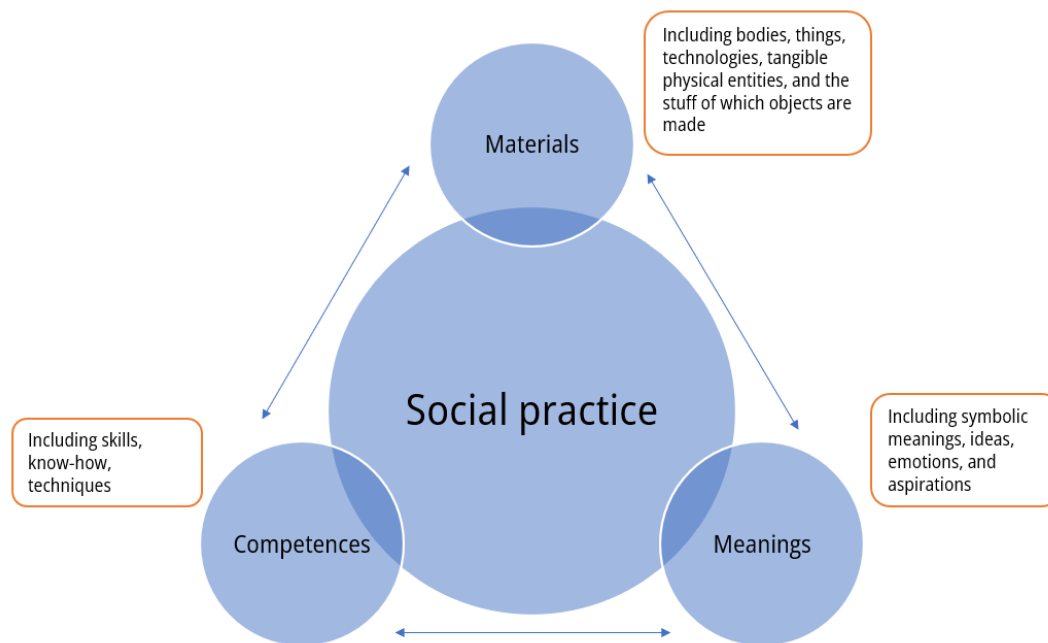 Including bodies, things,
technologies, tangible
physical entities, and the
stuff of which objects are
made
Materials
Social practice
Including skills,
know-how,
techniques
Including symbolic
meanings, ideas,
emotions, and
aspirations
Competences
Meanings